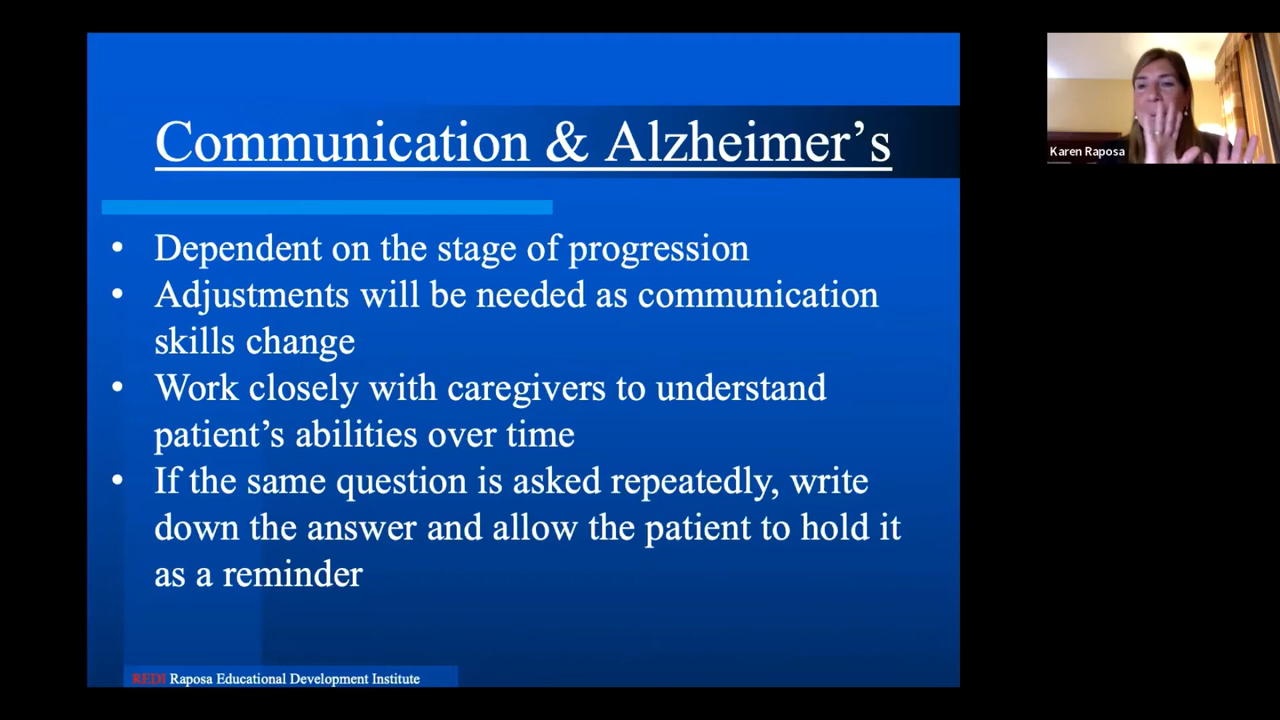 Communication & Alzheimer’s
• Dependent on the stage of progression
• Adjustments will be needed as communication
skills change
• Work closely with caregivers to understand
patient’s abilities over time
• If the same question is asked repeatedly, write
down the answer and allow the patient to hold it
as a reminder
REDI Raposa Educational Development Institute
Karen Raposa